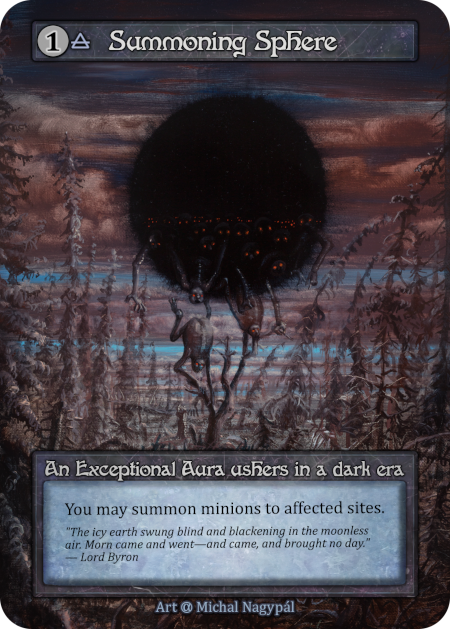 1 Summoning Sphere
An Exceptional Aura ushers in a dark era
You may summon minions to affected sites.
"The icy earth swung blind and blackening in the moonless
air. Morn came and went—and came, and brought no day."
— Lord Byron
Art @ Michal Nagypál